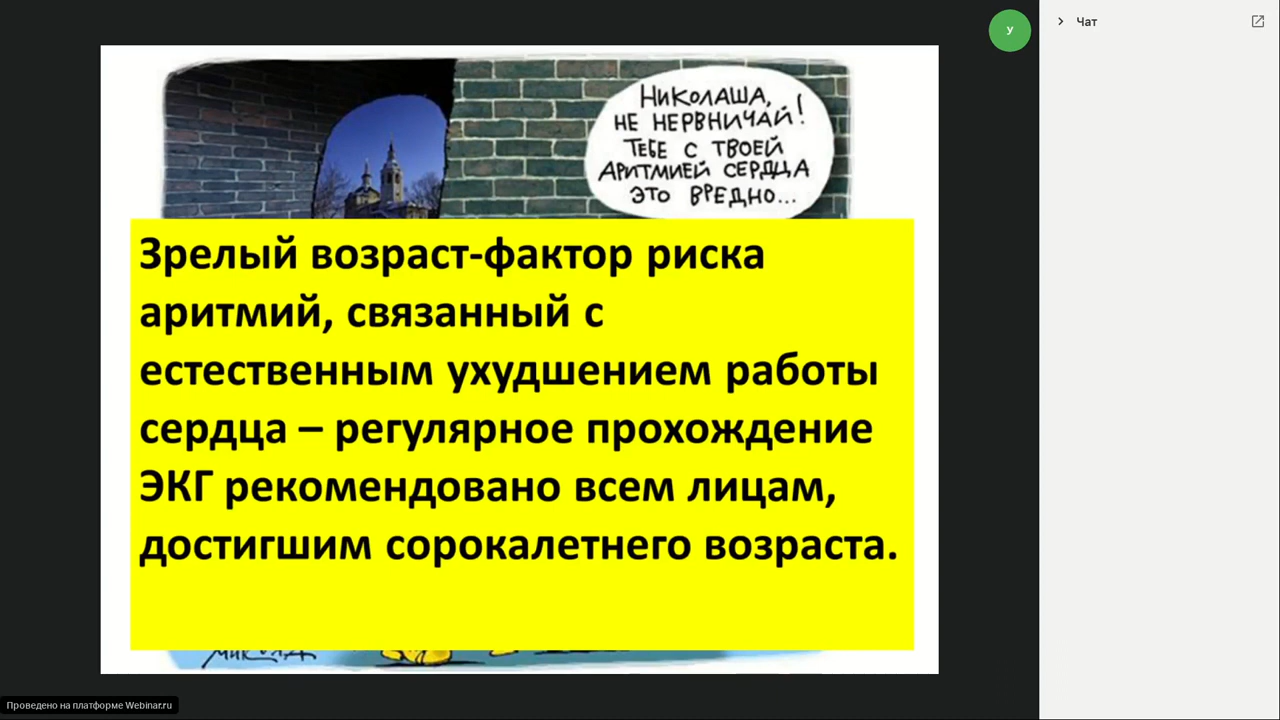 У
Чат
НИКОЛАША,
НЕ НЕРВНИЧАЙ!
ТЕБЕ С ТВОЕЙ
АРИТМИЕЙ СЕРДЦА
ЭТО ВРЕДНО...
Зрелый возраст-фактор риска
аритмий, связанный с
естественным ухудшением работы
сердца – регулярное прохождение
ЭКГ рекомендовано всем лицам,
достигшим сорокалетнего возраста.
Проведено на платформе Webinar.ru